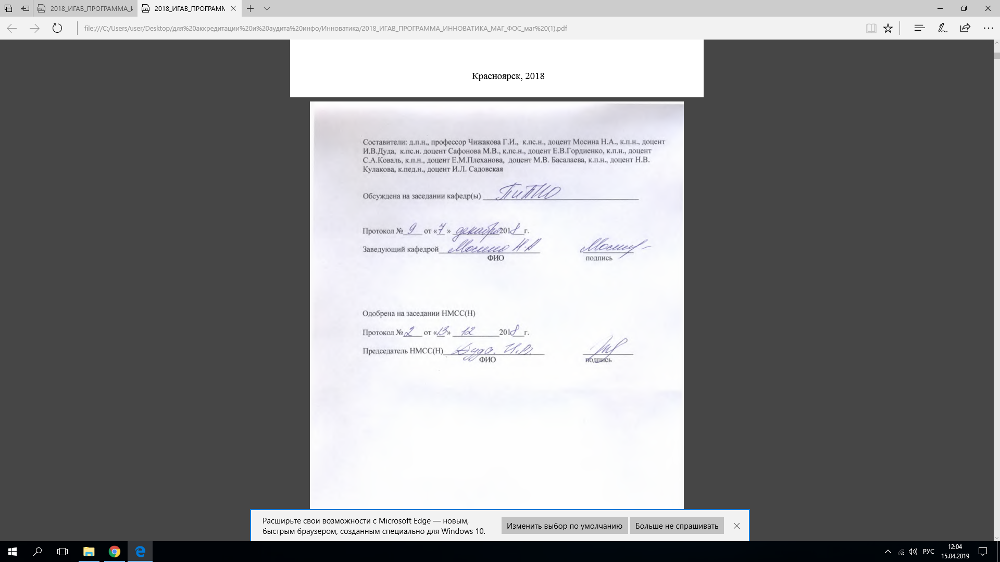 2018_ИГАВ_ПРОГРАММА_И
2018_ИГАВ_ПРОГРАММ
file:///C:/Users/user/Desktop/для%20аккредитации%20и%20аудита%20инфо/Инноватика/2018_ИГАВ_ПРОГРАММА_ИННОВАТИКА_МАГ_ФОС_маг%20(1).pdf
Красноярск, 2018
Составители: д.п.н., профессор Чижакова Г.И., к.пс.н., доцент Мосина Н.А., к.п.н., доцент
И.В.Дуда, к.пс.н. доцент Сафонова М.В., к.пс.н., доцент Е.В.Гордиенко, к.п.н., доцент
С.А.Коваль, к.п.н., доцент Е.М.Плеханова, доцент М.В. Басалаева, к.п.н., доцент Н.В.
Кулакова, к.пед.н., доцент И.Л. Садовская
Обсуждена на заседании кафедр(ы) ПиПНО
Протокол № 9 от «7» декабря 2018 г.
Заведующий кафедрой Мосина Н.А
ФИО подпись
Одобрена на заседании НМСС(Н)
Протокол № 2 от «13» 12 2018 г.
Председатель НМСС(Н) Дуда И.В.
ФИО подпись
Расширьте свои возможности с Microsoft Edge — новым,
быстрым браузером, созданным специально для Windows 10.
Изменить выбор по умолчанию
Больше не спрашивать
РУС
12:04
15.04.2019